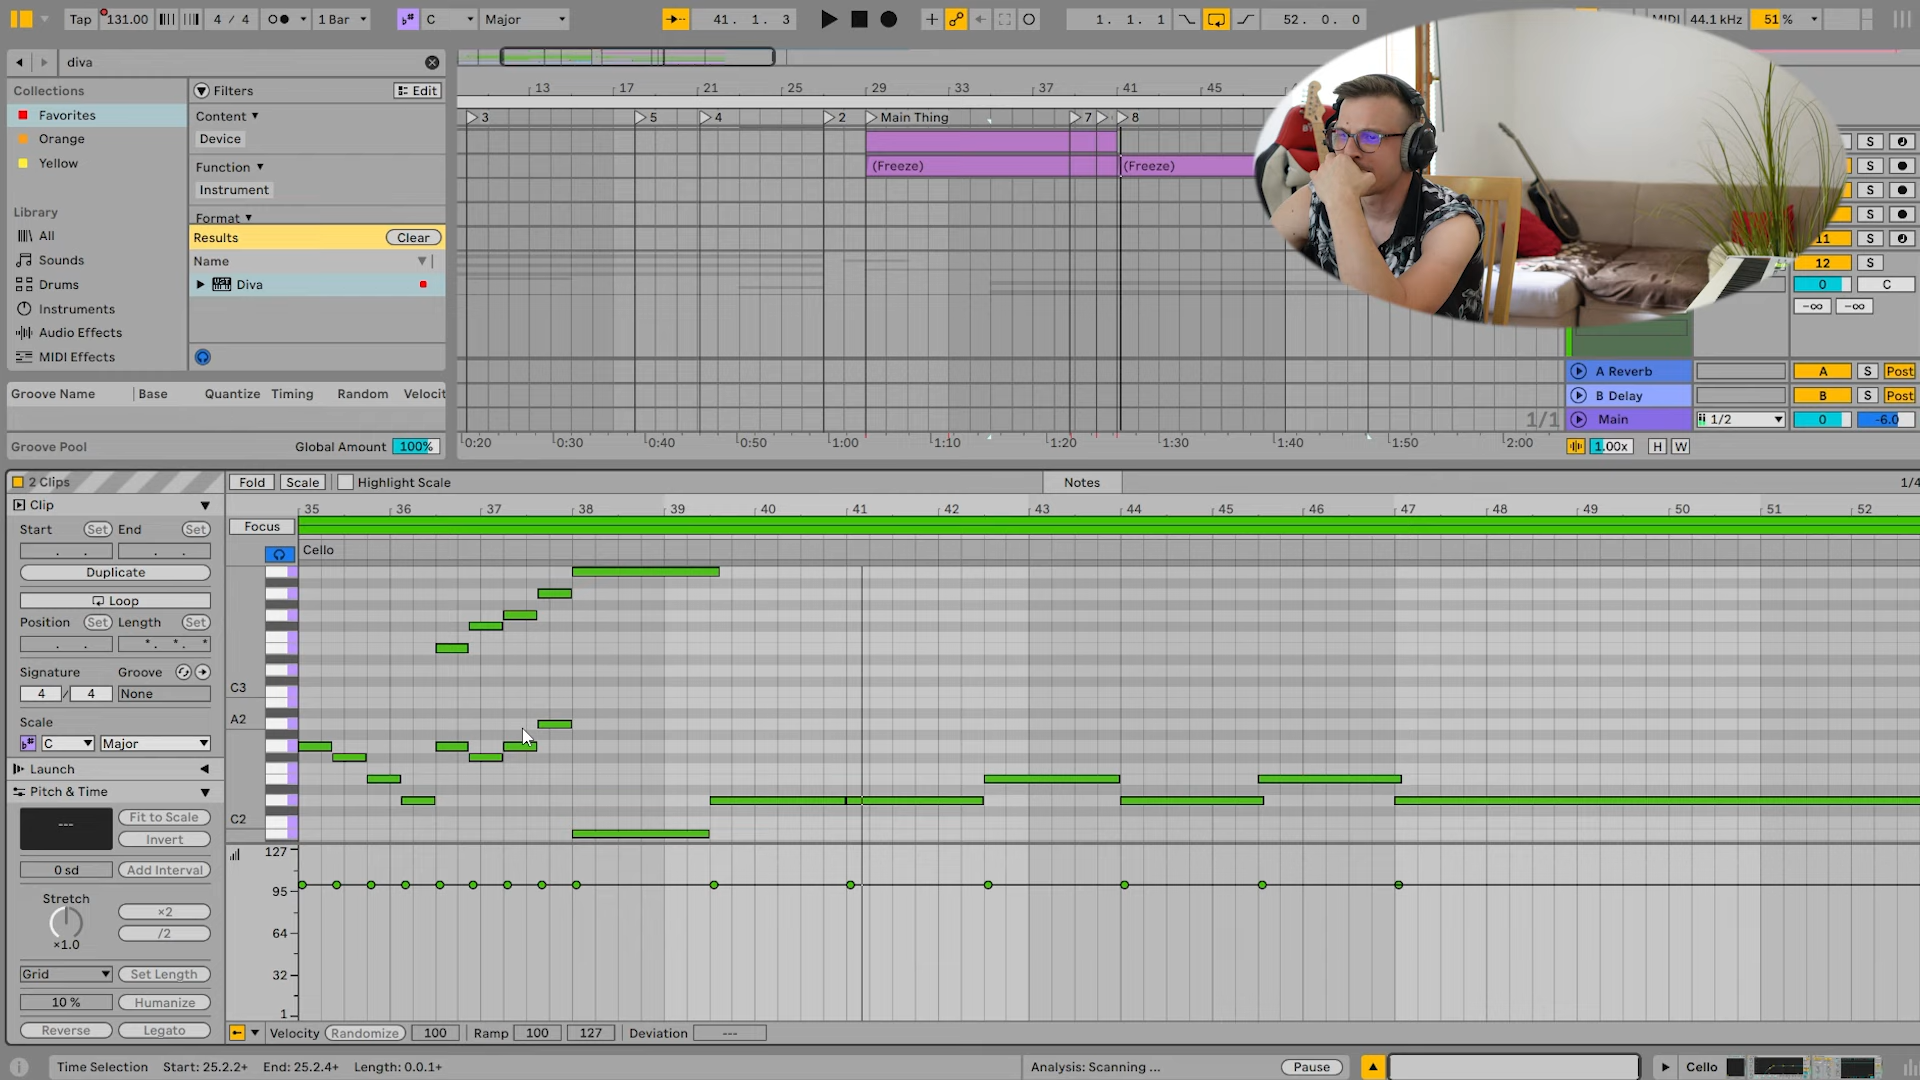 Tap 131.00 4 / 4 1 Bar C Major 41. 1. 3 1. 1. 1 52. 0. 0 MIDI 44.1 kHz 51 %
diva
Collections
Favorites
Orange
Yellow
Library
All
Sounds
Drums
Instruments
Audio Effects
MIDI Effects
Filters Edit
Content
Device
Function
Instrument
Format
Results Clear
Name
Diva
Groove Name Base Quantize Timing Random Velocit
Groove Pool Global Amount 100%
13 17 21 25 29 33 37 41 45
3 5 4 2 Main Thing 7 8
(Freeze) (Freeze)
1/1
0:20 0:30 0:40 0:50 1:00 1:10 1:20 1:30 1:40 1:50 2:00
S
S
S
S
11 S
12 S
0 C
-∞ -∞
A Reverb A S Post
B Delay B S Post
Main 1/2 0 -6.0
1.00x H W
2 Clips
Clip
Start Set End Set
Duplicate
Loop
Position Set Length Set
Signature Groove
4 / 4 None
Scale
C Major
Launch
Pitch & Time
--- Fit to Scale
Invert
0 sd Add Interval
Stretch ×2
/2
×1.0
Grid Set Length
10 % Humanize
Reverse Legato
Fold Scale Highlight Scale Notes 1/4
35 36 37 38 39 40 41 42 43 44 45 46 47 48 49 50 51 52
Focus
Cello
C3
A2
C2
127
95
64
32
1
Velocity Randomize 100 Ramp 100 127 Deviation ---
Time Selection Start: 25.2.2+ End: 25.2.4+ Length: 0.0.1+ Analysis: Scanning ... Pause Cello